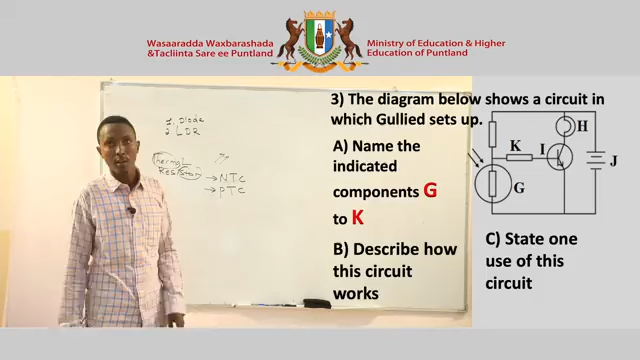 Wasaaradda Waxbarashada
&Tacliinta Sare ee Puntland
Ministry of Education & Higher
Education of Puntland
3) The diagram below shows a circuit in
which Gullied sets up.
A) Name the
indicated
components G
to K
B) Describe how
this circuit
works
C) State one
use of this
circuit
H
K
I
J
G
1. Diode
2. LDR
thermal
Resistor
→NTC
→PTC